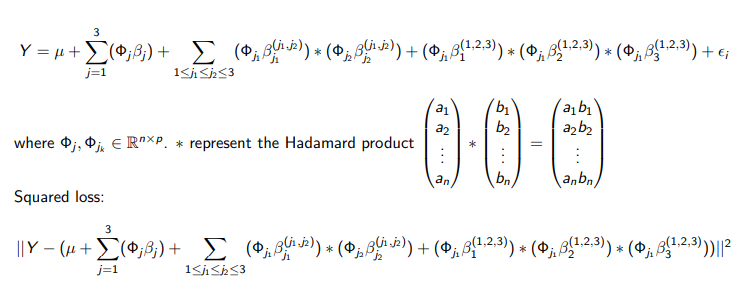 $Y = \mu + \sum_{j=1}^{3} (\Phi_j \beta_j) + \sum_{1 \le j_1 \le j_2 \le 3} (\Phi_{j_1} \beta_{j_1}^{(j_1, j_2)}) * (\Phi_{j_2} \beta_{j_2}^{(j_1, j_2)}) + (\Phi_{j_1} \beta_1^{(1,2,3)}) * (\Phi_{j_1} \beta_2^{(1,2,3)}) * (\Phi_{j_1} \beta_3^{(1,2,3)}) + \epsilon_i$
where $\Phi_j, \Phi_{j_k} \in \mathbb{R}^{n \times p}$. $*$ represent the Hadamard product $\begin{pmatrix} a_1 \\ a_2 \\ \vdots \\ a_n \end{pmatrix} * \begin{pmatrix} b_1 \\ b_2 \\ \vdots \\ b_n \end{pmatrix} = \begin{pmatrix} a_1 b_1 \\ a_2 b_2 \\ \vdots \\ a_n b_n \end{pmatrix}$
Squared loss:
$||Y - (\mu + \sum_{j=1}^{3} (\Phi_j \beta_j) + \sum_{1 \le j_1 \le j_2 \le 3} (\Phi_{j_1} \beta_{j_1}^{(j_1, j_2)}) * (\Phi_{j_2} \beta_{j_2}^{(j_1, j_2)}) + (\Phi_{j_1} \beta_1^{(1,2,3)}) * (\Phi_{j_1} \beta_2^{(1,2,3)}) * (\Phi_{j_1} \beta_3^{(1,2,3)}))||^2$